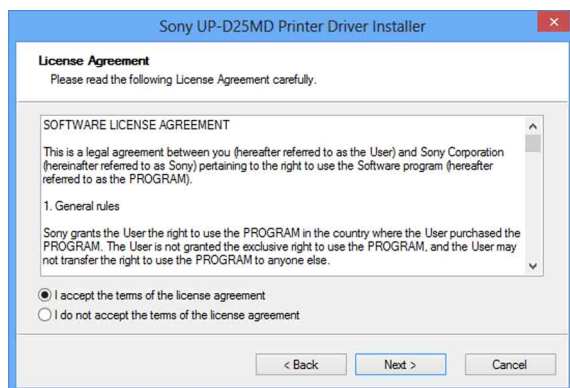 Sony UP-D25MD Printer Driver Installer
License Agreement
Please read the following License Agreement carefully.
SOFTWARE LICENSE AGREEMENT
This is a legal agreement between you (hereafter referred to as the User) and Sony Corporation
(hereinafter referred to as Sony) pertaining to the right to use the Software program (hereafter
referred to as the PROGRAM).
1. General rules
Sony grants the User the right to use the PROGRAM in the country where the User purchased the
PROGRAM. The User is not granted the exclusive right to use the PROGRAM, and the User may
not transfer the right to use the PROGRAM to anyone else.
I accept the terms of the license agreement
I do not accept the terms of the license agreement
< Back Next > Cancel